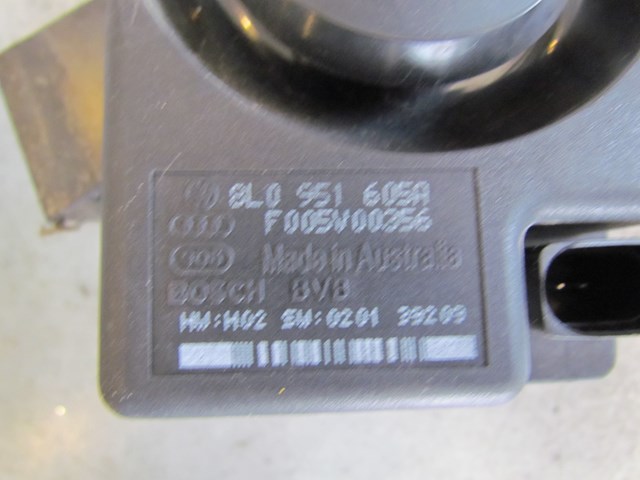 8L0 951 605A
F005V00356
Made in Australia
BOSCH BV8
HW:H02 SW:0201 39209